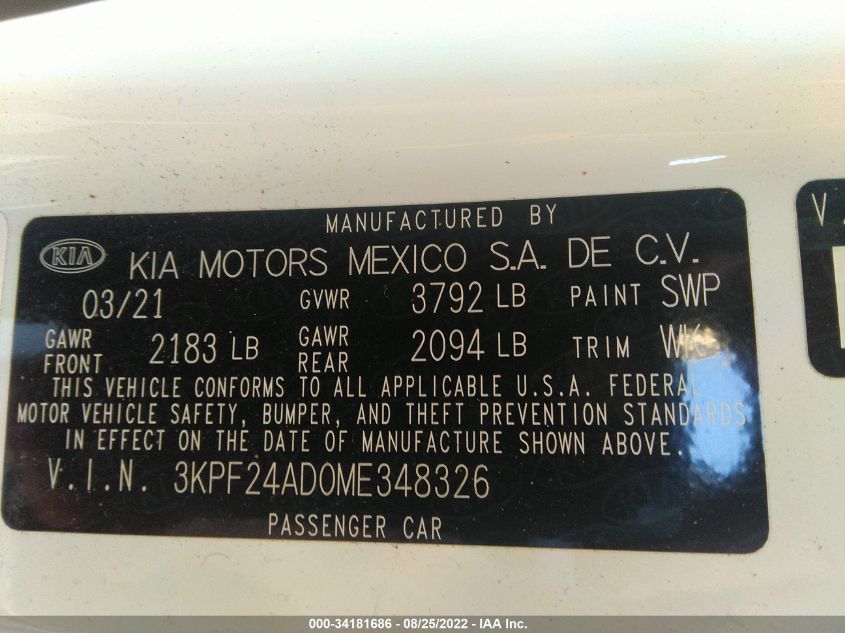 MANUFACTURED BY
KIA KIA MOTORS MEXICO S.A. DE C.V.
03/21 GVWR 3792 LB PAINT SWP
GAWR FRONT 2183 LB GAWR REAR 2094 LB TRIM WK
THIS VEHICLE CONFORMS TO ALL APPLICABLE U.S.A. FEDERAL
MOTOR VEHICLE SAFETY, BUMPER, AND THEFT PREVENTION STANDARDS
IN EFFECT ON THE DATE OF MANUFACTURE SHOWN ABOVE.
V.I.N. 3KPF24AD0ME348326
PASSENGER CAR
V.
000-34181686 - 08/25/2022 - IAA Inc.